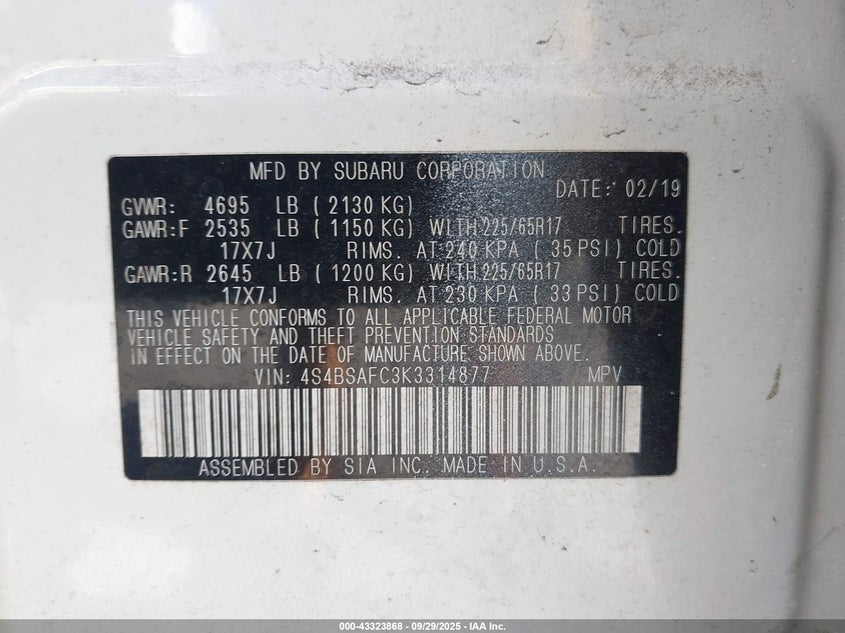 MFD BY SUBARU CORPORATION
DATE: 02/19
GVWR: 4695 LB ( 2130 KG)
GAWR:F 2535 LB ( 1150 KG) WITH 225/65R17 TIRES.
17X7J RIMS. AT 240 KPA ( 35 PSI) COLD
GAWR:R 2645 LB ( 1200 KG) WITH 225/65R17 TIRES.
17X7J RIMS. AT 230 KPA ( 33 PSI) COLD
THIS VEHICLE CONFORMS TO ALL APPLICABLE FEDERAL MOTOR
VEHICLE SAFETY AND THEFT PREVENTION STANDARDS
IN EFFECT ON THE DATE OF MANUFACTURE SHOWN ABOVE.
VIN: 4S4BSAFC3K3314877 MPV
ASSEMBLED BY SIA INC. MADE IN U.S.A.
000-43323868 - 09/29/2025 - IAA Inc.